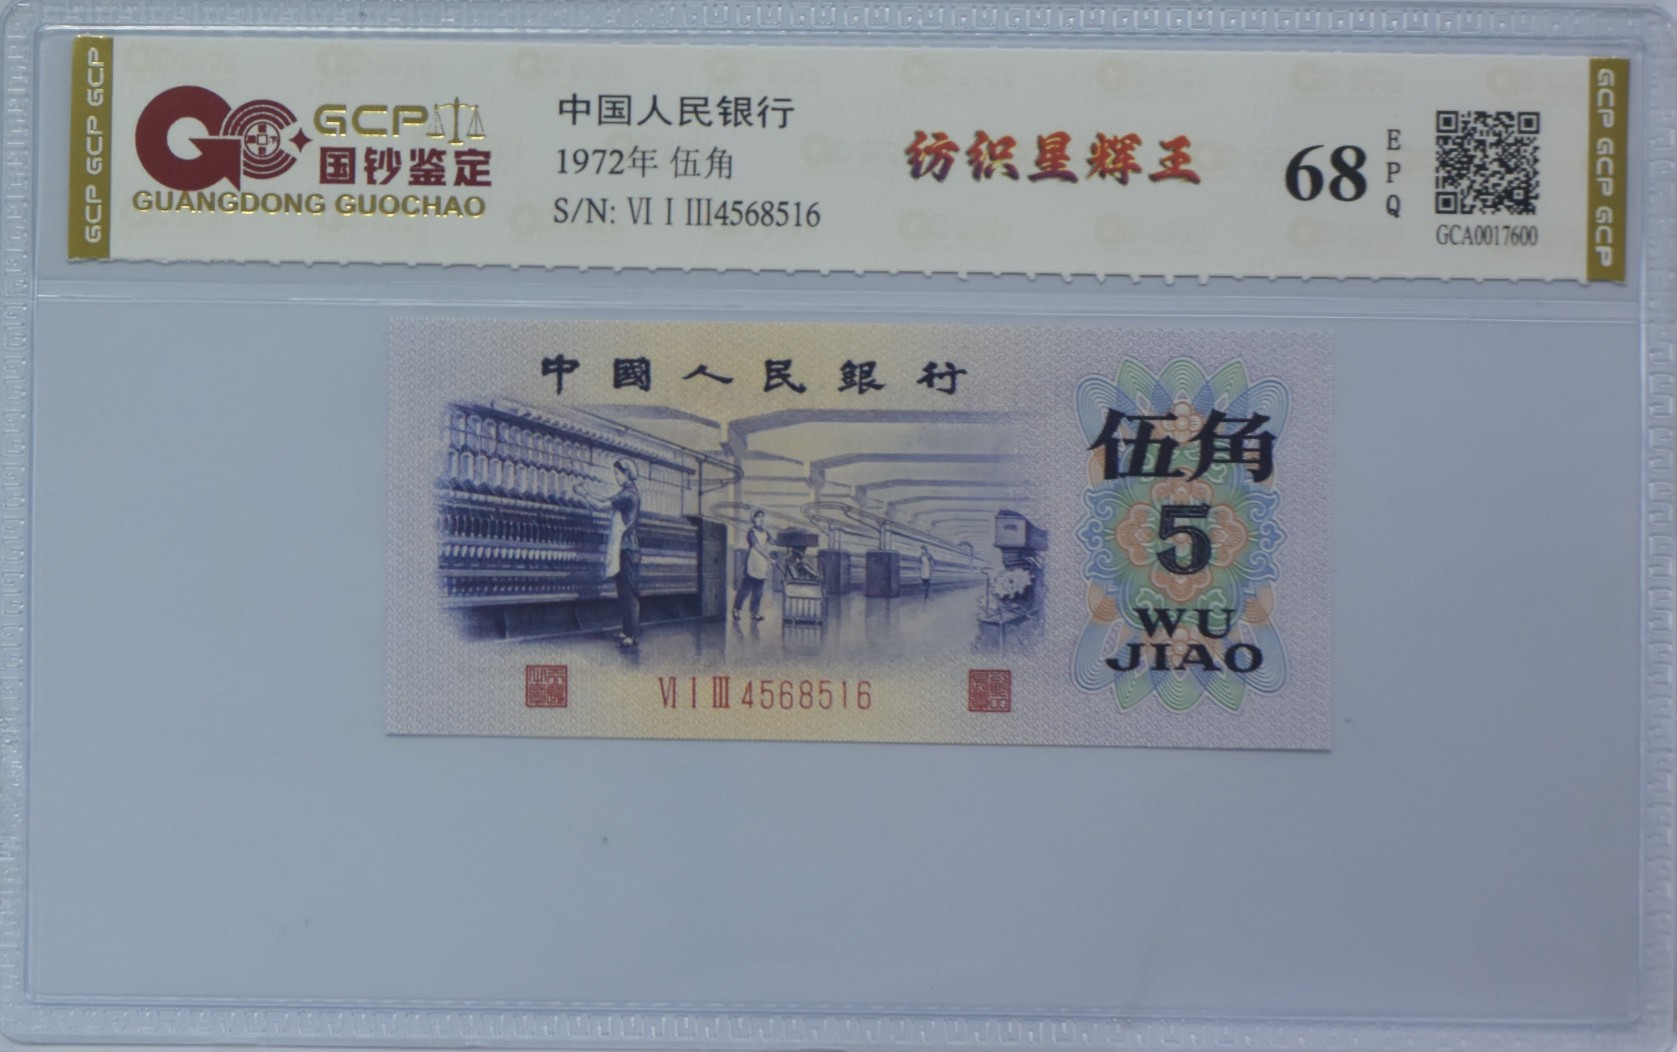 GCP GCP GCP
GCP
国钞鉴定
GUANGDONG GUOCHAO
中国人民银行
1972年 伍角
S/N: Ⅵ Ⅰ Ⅲ4568516
纺织星辉王
68
EPQ
GCA0017600
GCP GCP GCP
中國人民銀行
伍角
5
WU
JIAO
Ⅵ Ⅰ Ⅲ 4568516